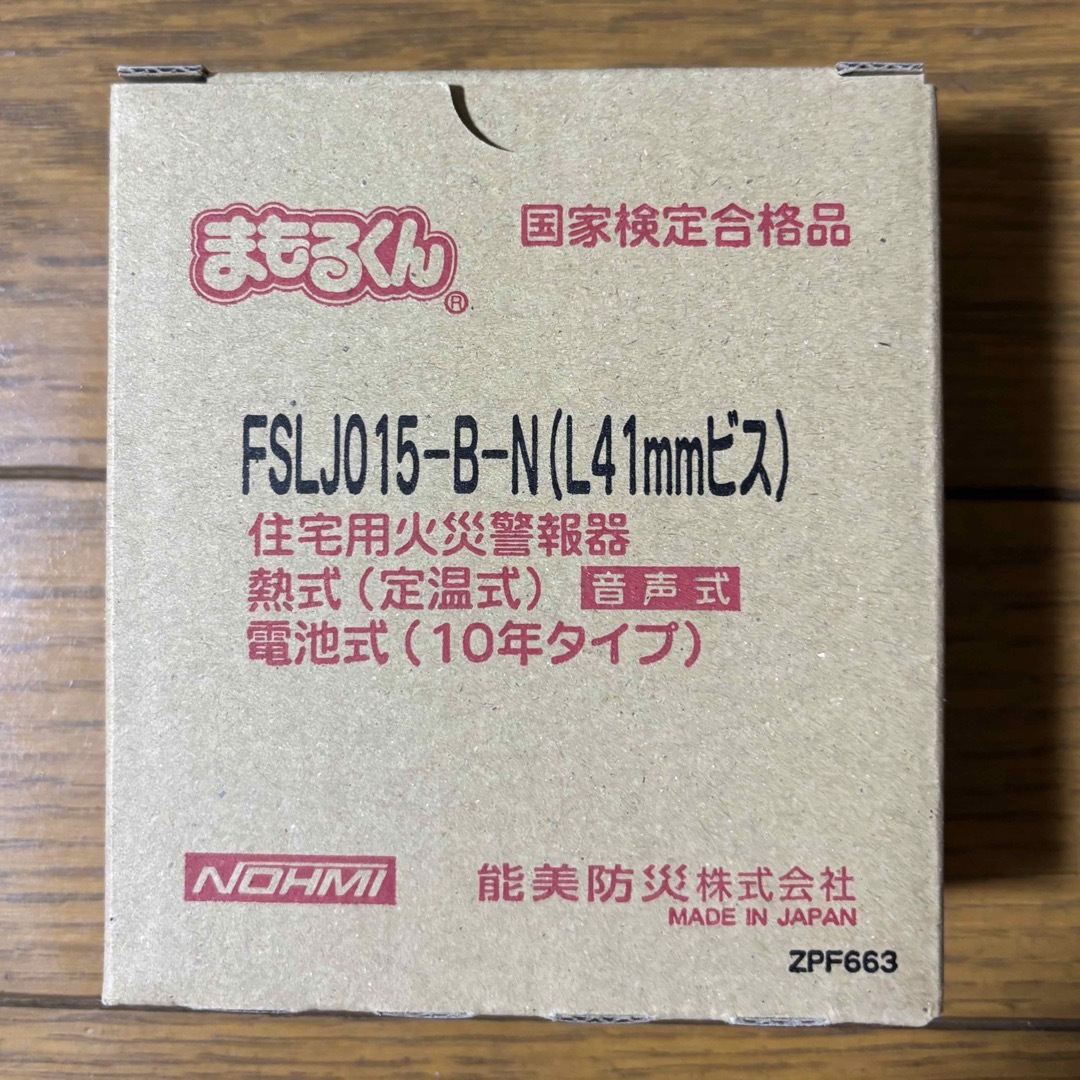 まもるくん®
国家検定合格品
FSLJ015-B-N(L41mmビス)
住宅用火災警報器
熱式(定温式) 音声式
電池式(10年タイプ)
NOHMI
能美防災株式会社
MADE IN JAPAN
ZPF663